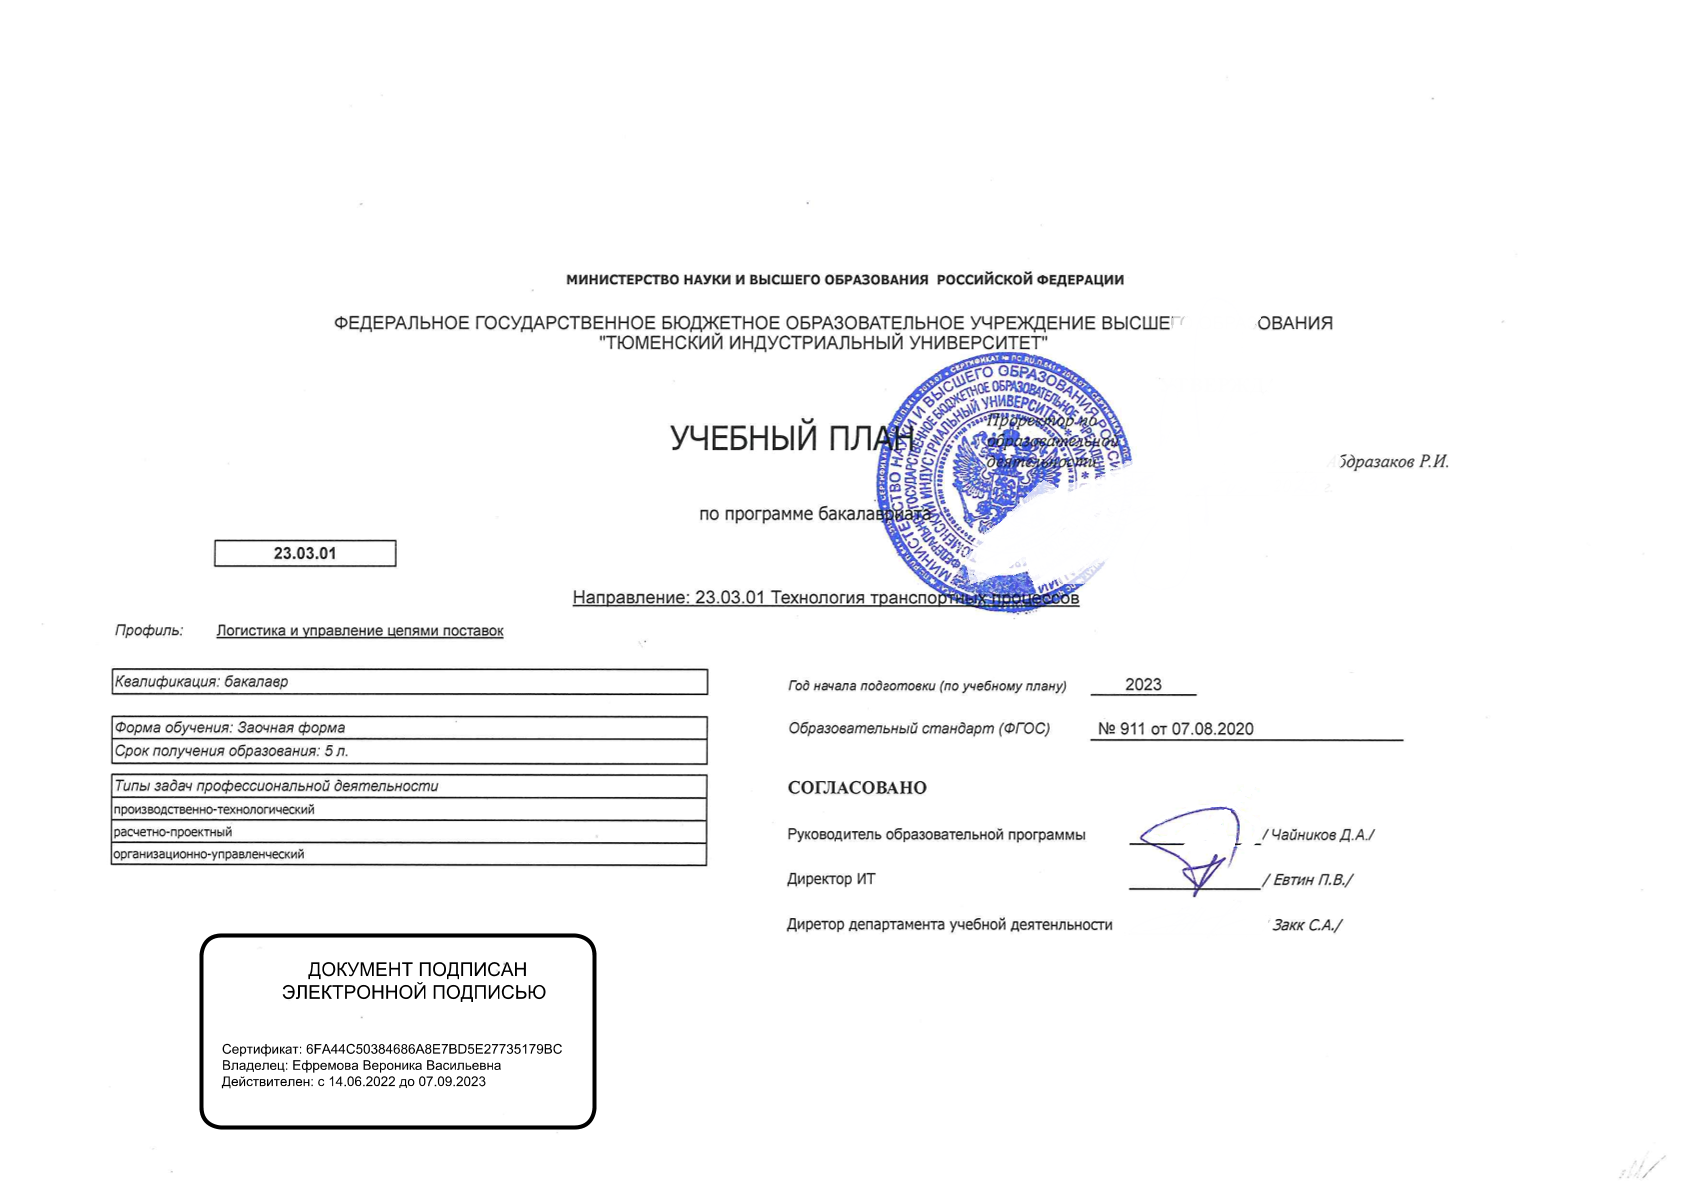 МИНИСТЕРСТВО НАУКИ И ВЫСШЕГО ОБРАЗОВАНИЯ РОССИЙСКОЙ ФЕДЕРАЦИИ
ФЕДЕРАЛЬНОЕ ГОСУДАРСТВЕННОЕ БЮДЖЕТНОЕ ОБРАЗОВАТЕЛЬНОЕ УЧРЕЖДЕНИЕ ВЫСШЕГ ОВАНИЯ
"ТЮМЕНСКИЙ ИНДУСТРИАЛЬНЫЙ УНИВЕРСИТЕТ"
УЧЕБНЫЙ ПЛАН
Проректор по
образовательной
деятельности
бдразаков Р.И.
по программе бакалавриата
23.03.01
Направление: 23.03.01 Технология транспортных процессов
Профиль: Логистика и управление цепями поставок
Квалификация: бакалавр
Год начала подготовки (по учебному плану) 2023
Форма обучения: Заочная форма
Образовательный стандарт (ФГОС) № 911 от 07.08.2020
Срок получения образования: 5 л.
Типы задач профессиональной деятельности
производственно-технологический
расчетно-проектный
организационно-управленческий
СОГЛАСОВАНО
Руководитель образовательной программы / Чайников Д.А./
Директор ИТ / Евтин П.В./
Диретор департамента учебной деятенльности Закк С.А./
ДОКУМЕНТ ПОДПИСАН
ЭЛЕКТРОННОЙ ПОДПИСЬЮ
Сертификат: 6FA44C50384686A8E7BD5E27735179BC
Владелец: Ефремова Вероника Васильевна
Действителен: с 14.06.2022 до 07.09.2023